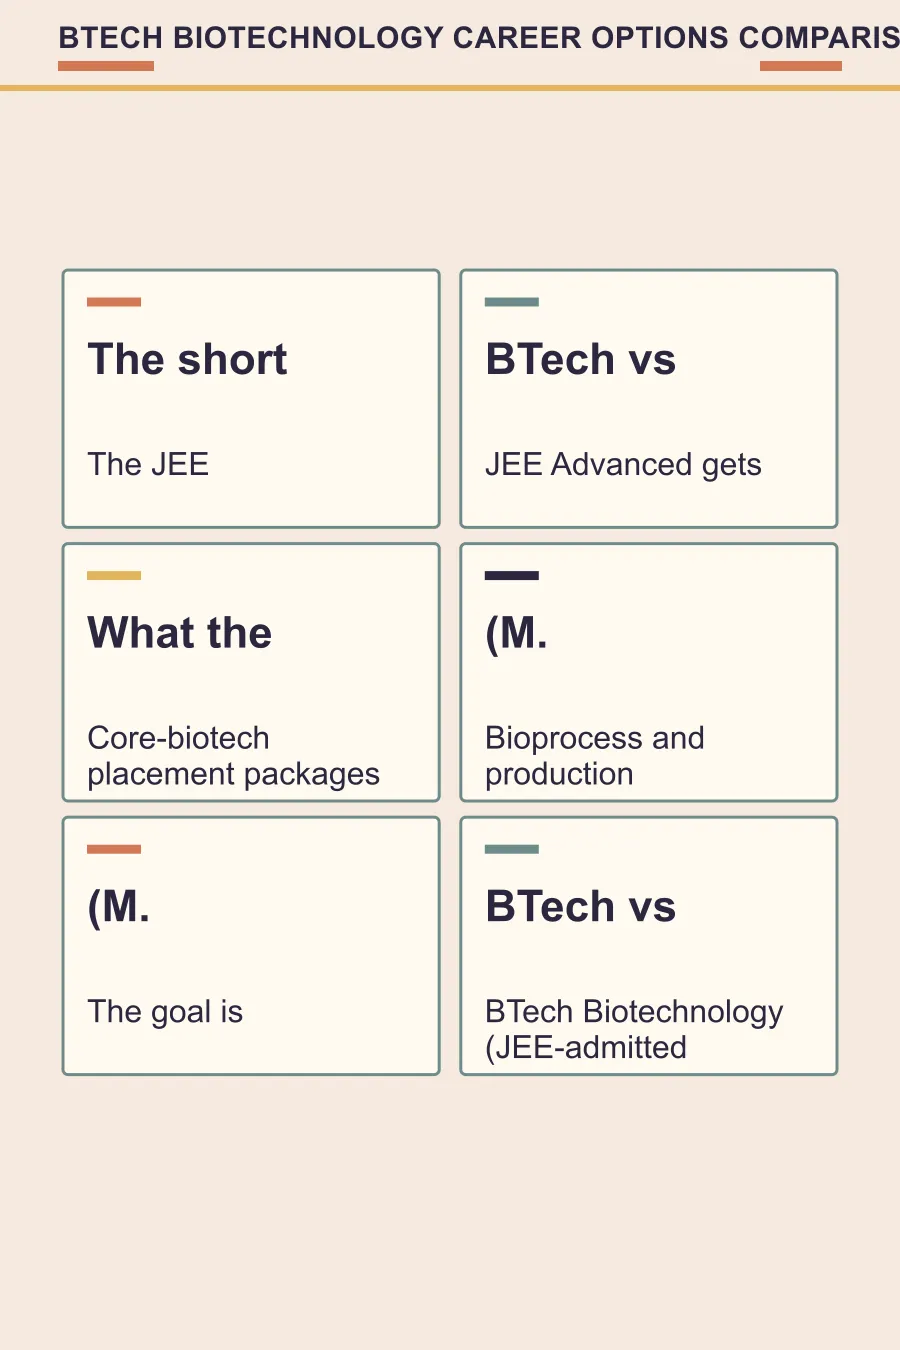 BTECH BIOTECHNOLOGY CAREER OPTIONS COMPARIS
The short
The JEE
BTech vs
JEE Advanced gets
What the
Core-biotech
placement packages
(M.
Bioprocess and
production
(M.
The goal is
BTech vs
BTech Biotechnology
(JEE-admitted